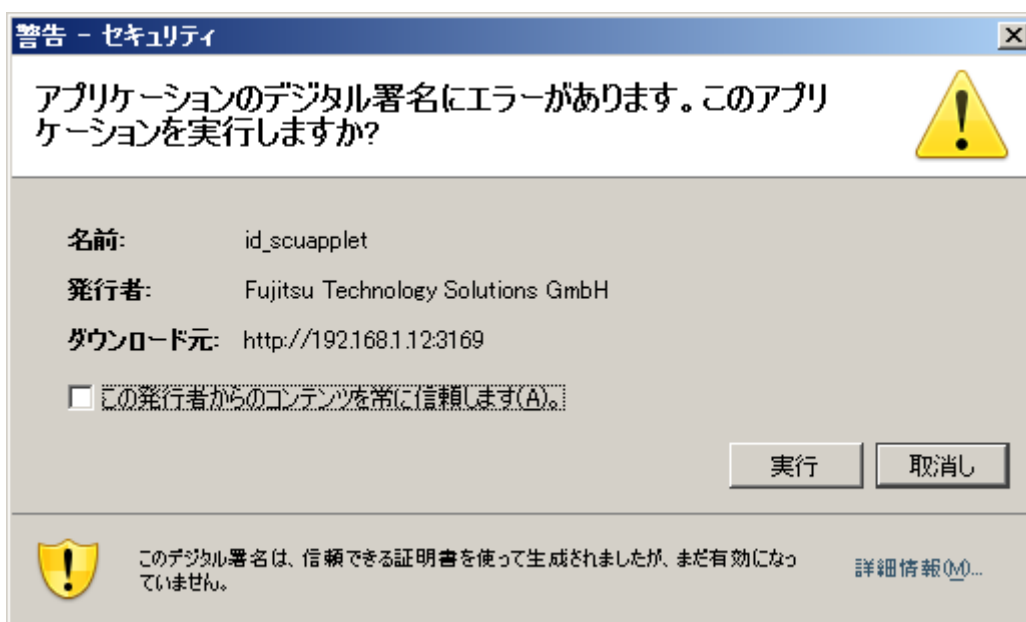 警告 - セキュリティ
アプリケーションのデジタル署名にエラーがあります。このアプリ
ケーションを実行しますか?
名前: id_scuapplet
発行者: Fujitsu Technology Solutions GmbH
ダウンロード元: http://192.168.1.12:3169
この発行者からのコンテンツを常に信頼します(A)。
実行 取消し
このデジタル署名は、信頼できる証明書を使って生成されましたが、まだ有効になっ
ていません。
詳細情報(M)...